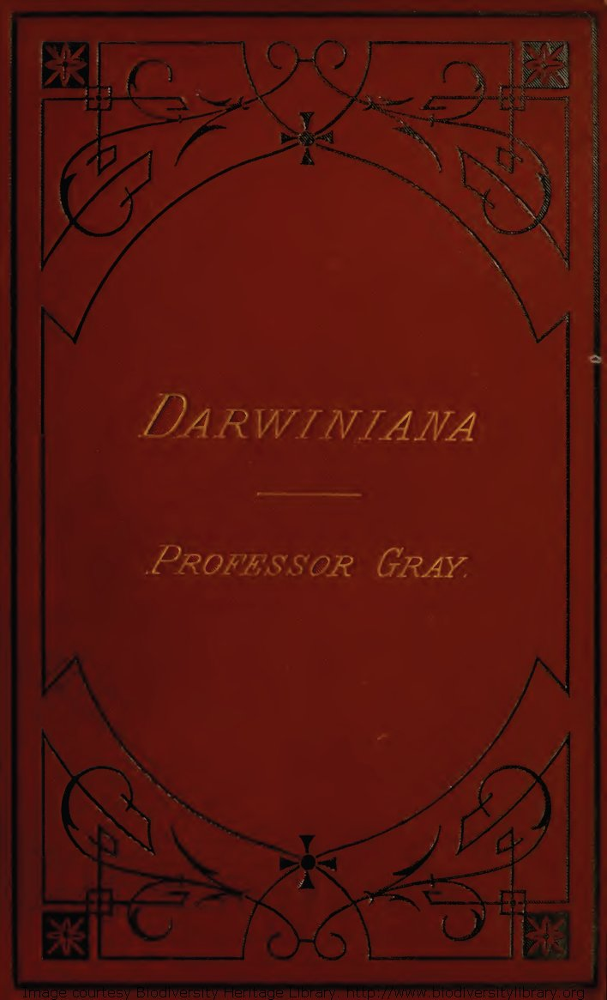 DARWINIANA
PROFESSOR GRAY.
Image courtesy Biodiversity Heritage Library. http://www.biodiversitylibrary.org